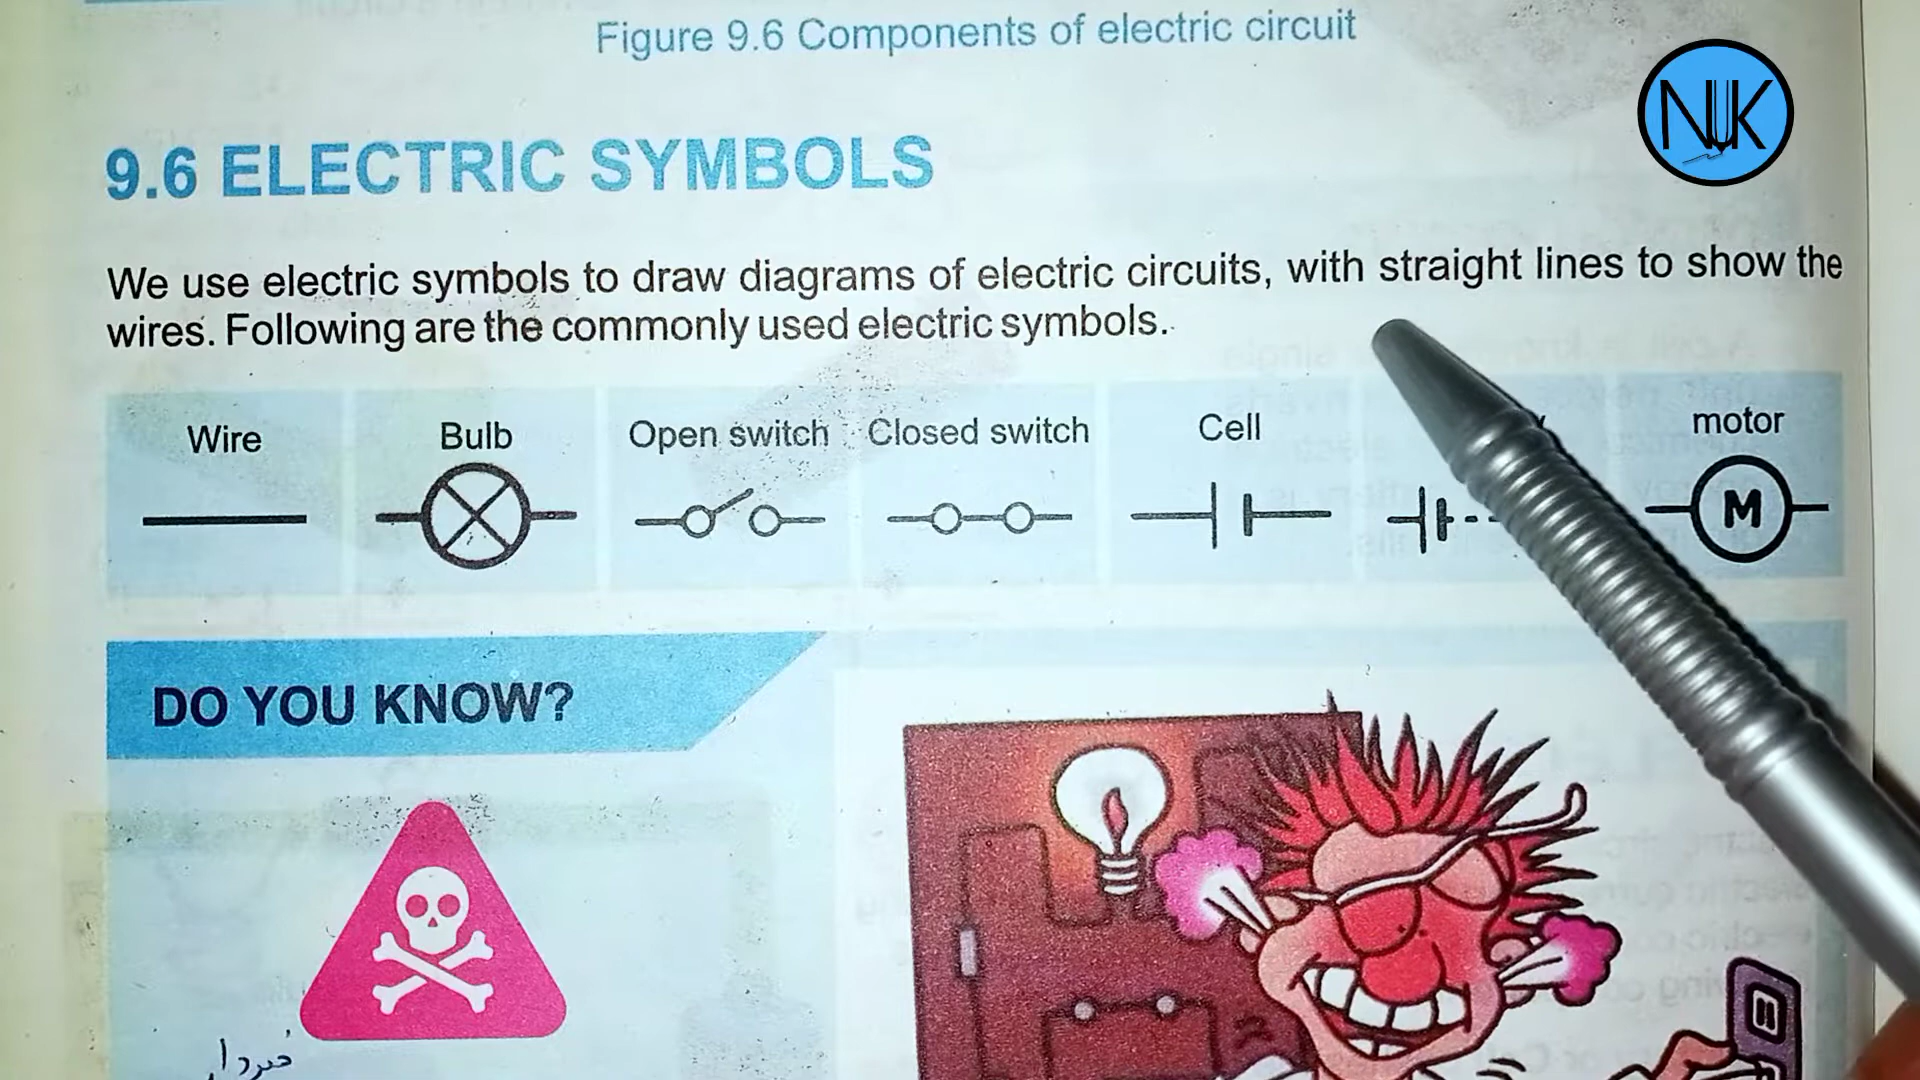 Figure 9.6 Components of electric circuit
NK
9.6 ELECTRIC SYMBOLS
We use electric symbols to draw diagrams of electric circuits, with straight lines to show the
wires. Following are the commonly used electric symbols.
Wire Bulb Open switch Closed switch Cell motor
M
DO YOU KNOW?